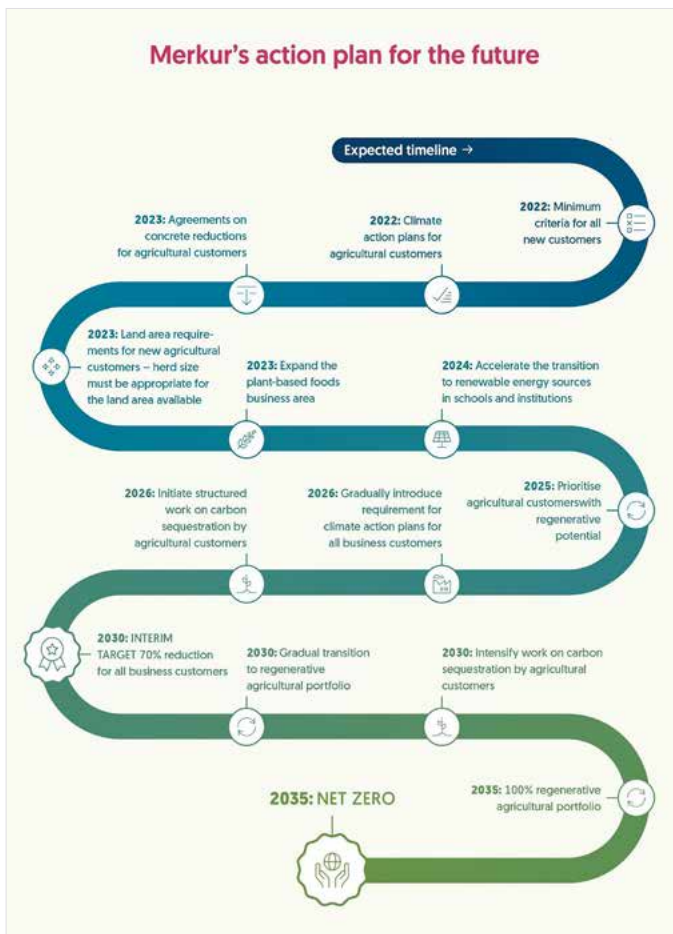 Merkur's action plan for the future
Expected timeline →
2022: Minimum
criteria for all
new customers
2022: Climate
action plans for
agricultural customers
2023: Agreements on
concrete reductions
for agricultural customers
2023: Land area require-
ments for new agricultural
customers – herd size
must be appropriate for
the land area available
2023: Expand the
plant-based foods
business area
2024: Accelerate the transition
to renewable energy sources
in schools and institutions
2025: Prioritise
agricultural customerswith
regenerative
potential
2026: Gradually introduce
requirement for
climate action plans for
all business customers
2026: Initiate structured
work on carbon
sequestration by
agricultural customers
2030: INTERIM
TARGET 70% reduction
for all business customers
2030: Gradual transition
to regenerative
agricultural portfolio
2030: Intensify work on carbon
sequestration by agricultural
customers
2035: 100% regenerative
agricultural portfolio
2035: NET ZERO